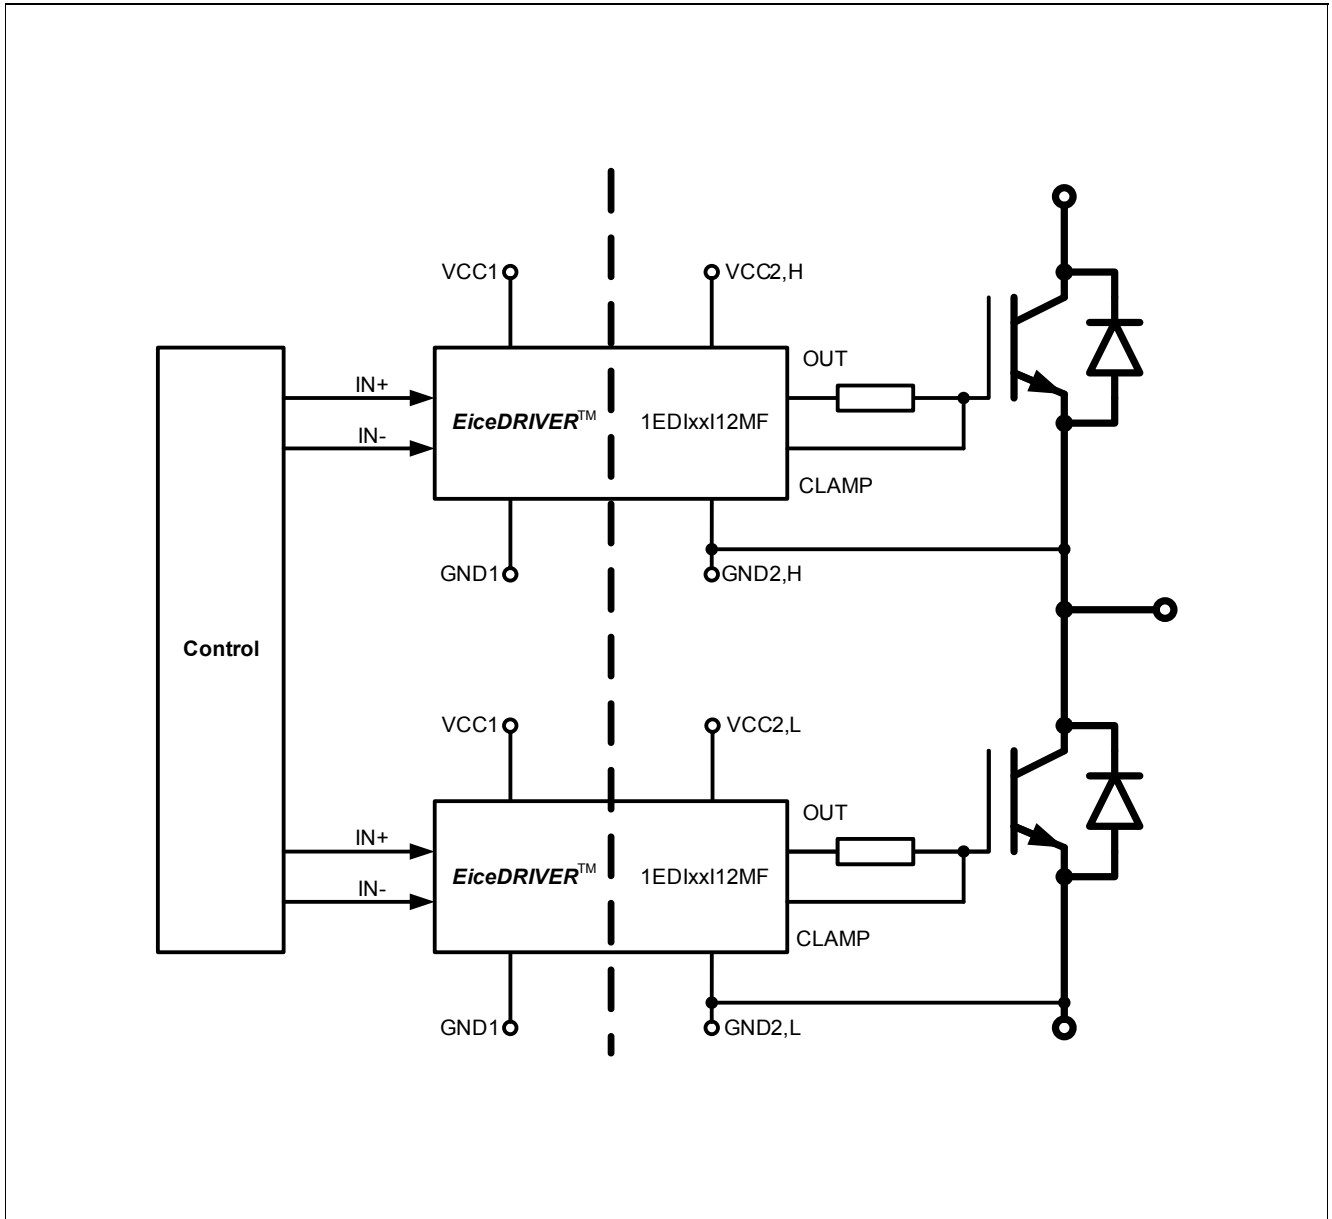 VCC1
VCC2,H
OUT
IN+
EiceDRIVER™
1EDIxxI12MF
IN-
CLAMP
GND1
GND2,H
Control
VCC1
VCC2,L
OUT
IN+
EiceDRIVER™
1EDIxxI12MF
IN-
CLAMP
GND1
GND2,L